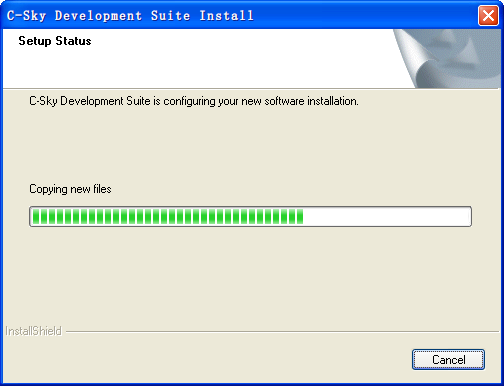 C-Sky Development Suite Install
Setup Status
C-Sky Development Suite is configuring your new software installation.
Copying new files
InstallShield
Cancel